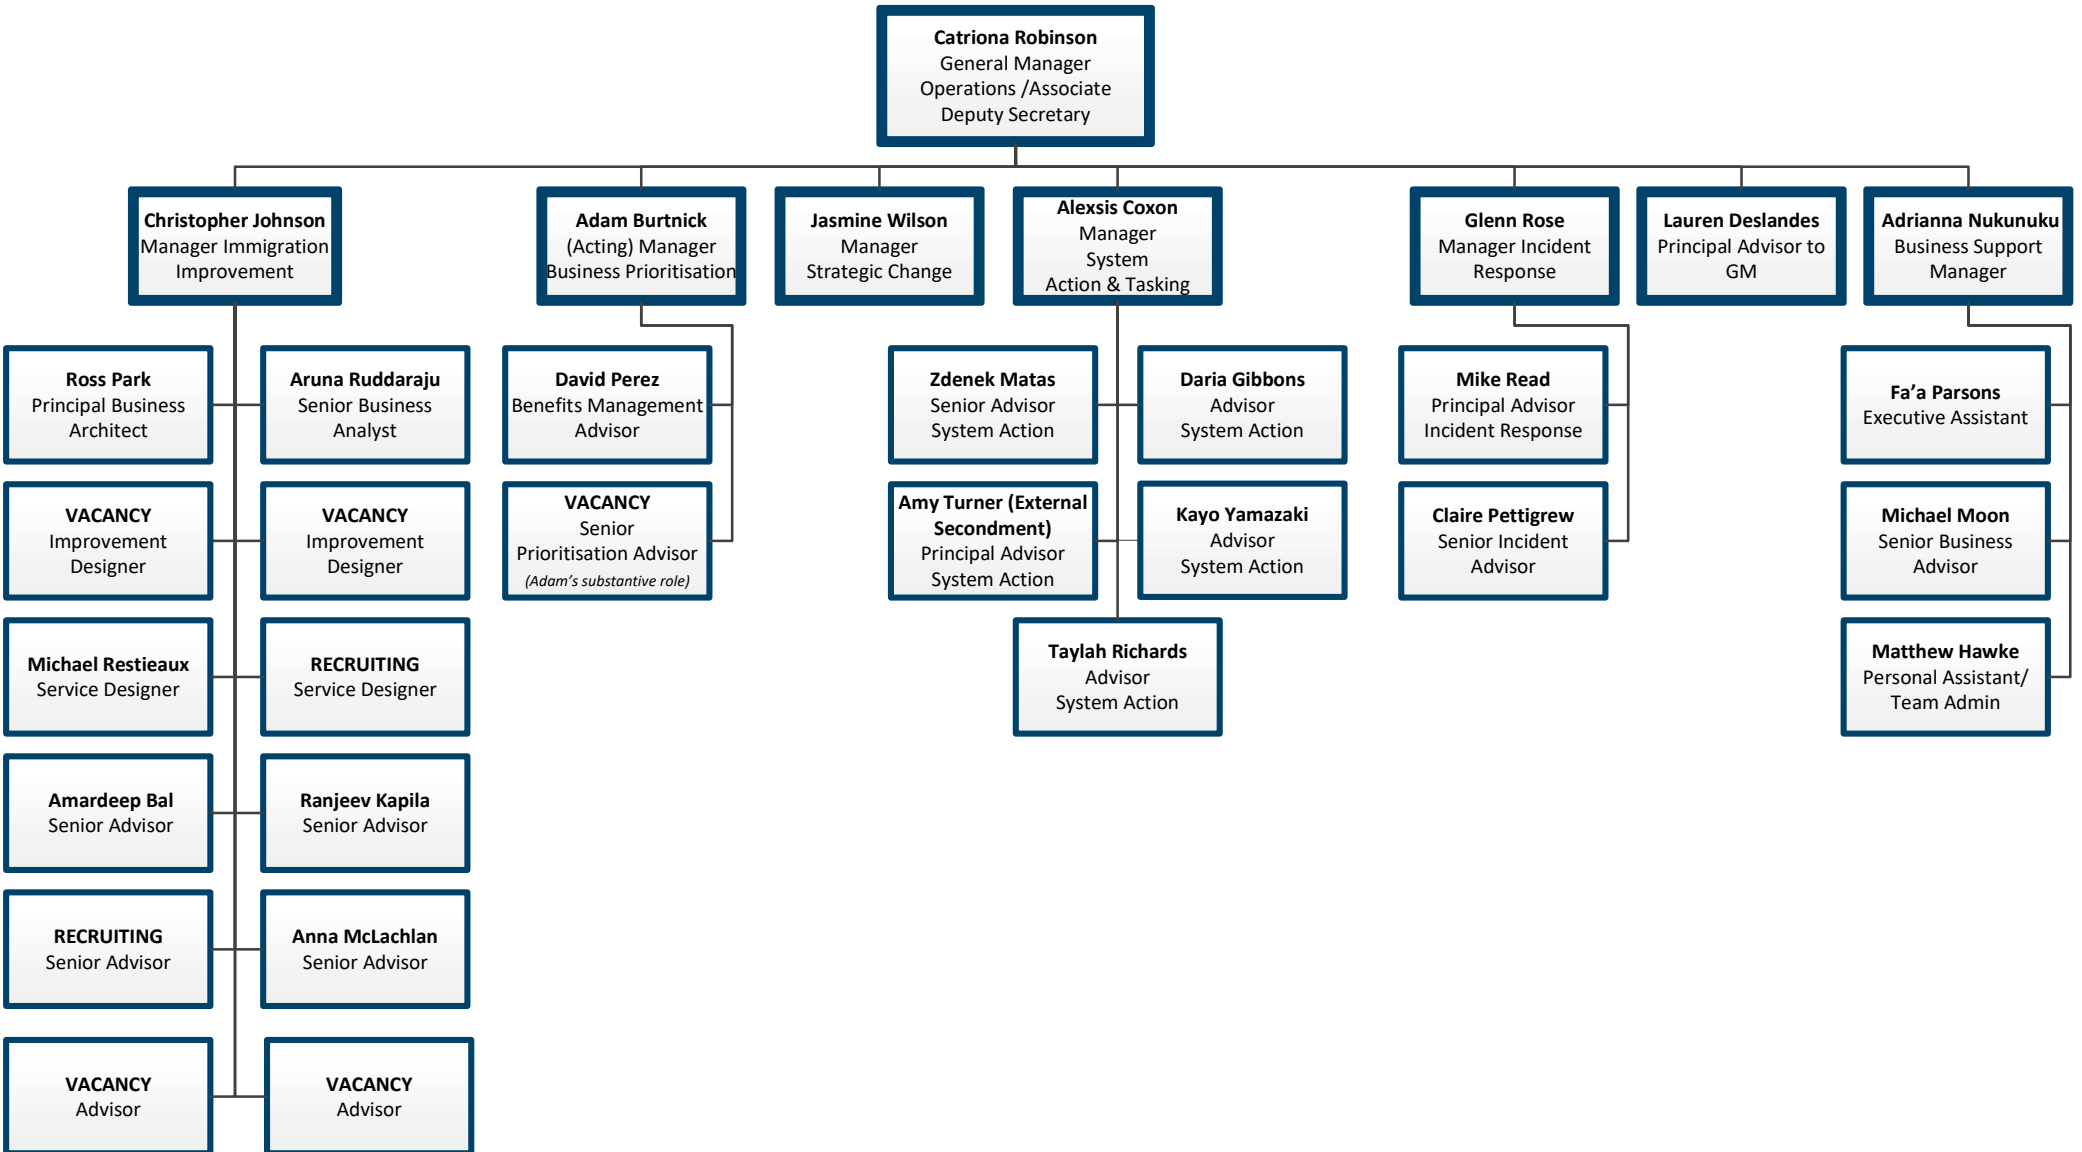 Catriona Robinson
General Manager
Operations /Associate
Deputy Secretary
Christopher Johnson
Manager Immigration
Improvement
Adam Burtnick
(Acting) Manager
Business Prioritisation
Jasmine Wilson
Manager
Strategic Change
Alexsis Coxon
Manager
System
Action & Tasking
Glenn Rose
Manager Incident
Response
Lauren Deslandes
Principal Advisor to
GM
Adrianna Nukunuku
Business Support
Manager
Ross Park
Principal Business
Architect
Aruna Ruddaraju
Senior Business
Analyst
David Perez
Benefits Management
Advisor
Zdenek Matas
Senior Advisor
System Action
Daria Gibbons
Advisor
System Action
Mike Read
Principal Advisor
Incident Response
Fa’a Parsons
Executive Assistant
VACANCY
Improvement
Designer
VACANCY
Improvement
Designer
VACANCY
Senior
Prioritisation Advisor
(Adam’s substantive role)
Amy Turner (External
Secondment)
Principal Advisor
System Action
Kayo Yamazaki
Advisor
System Action
Claire Pettigrew
Senior Incident
Advisor
Michael Moon
Senior Business
Advisor
Michael Restieaux
Service Designer
RECRUITING
Service Designer
Taylah Richards
Advisor
System Action
Matthew Hawke
Personal Assistant/
Team Admin
Amardeep Bal
Senior Advisor
Ranjeev Kapila
Senior Advisor
RECRUITING
Senior Advisor
Anna McLachlan
Senior Advisor
VACANCY
Advisor
VACANCY
Advisor